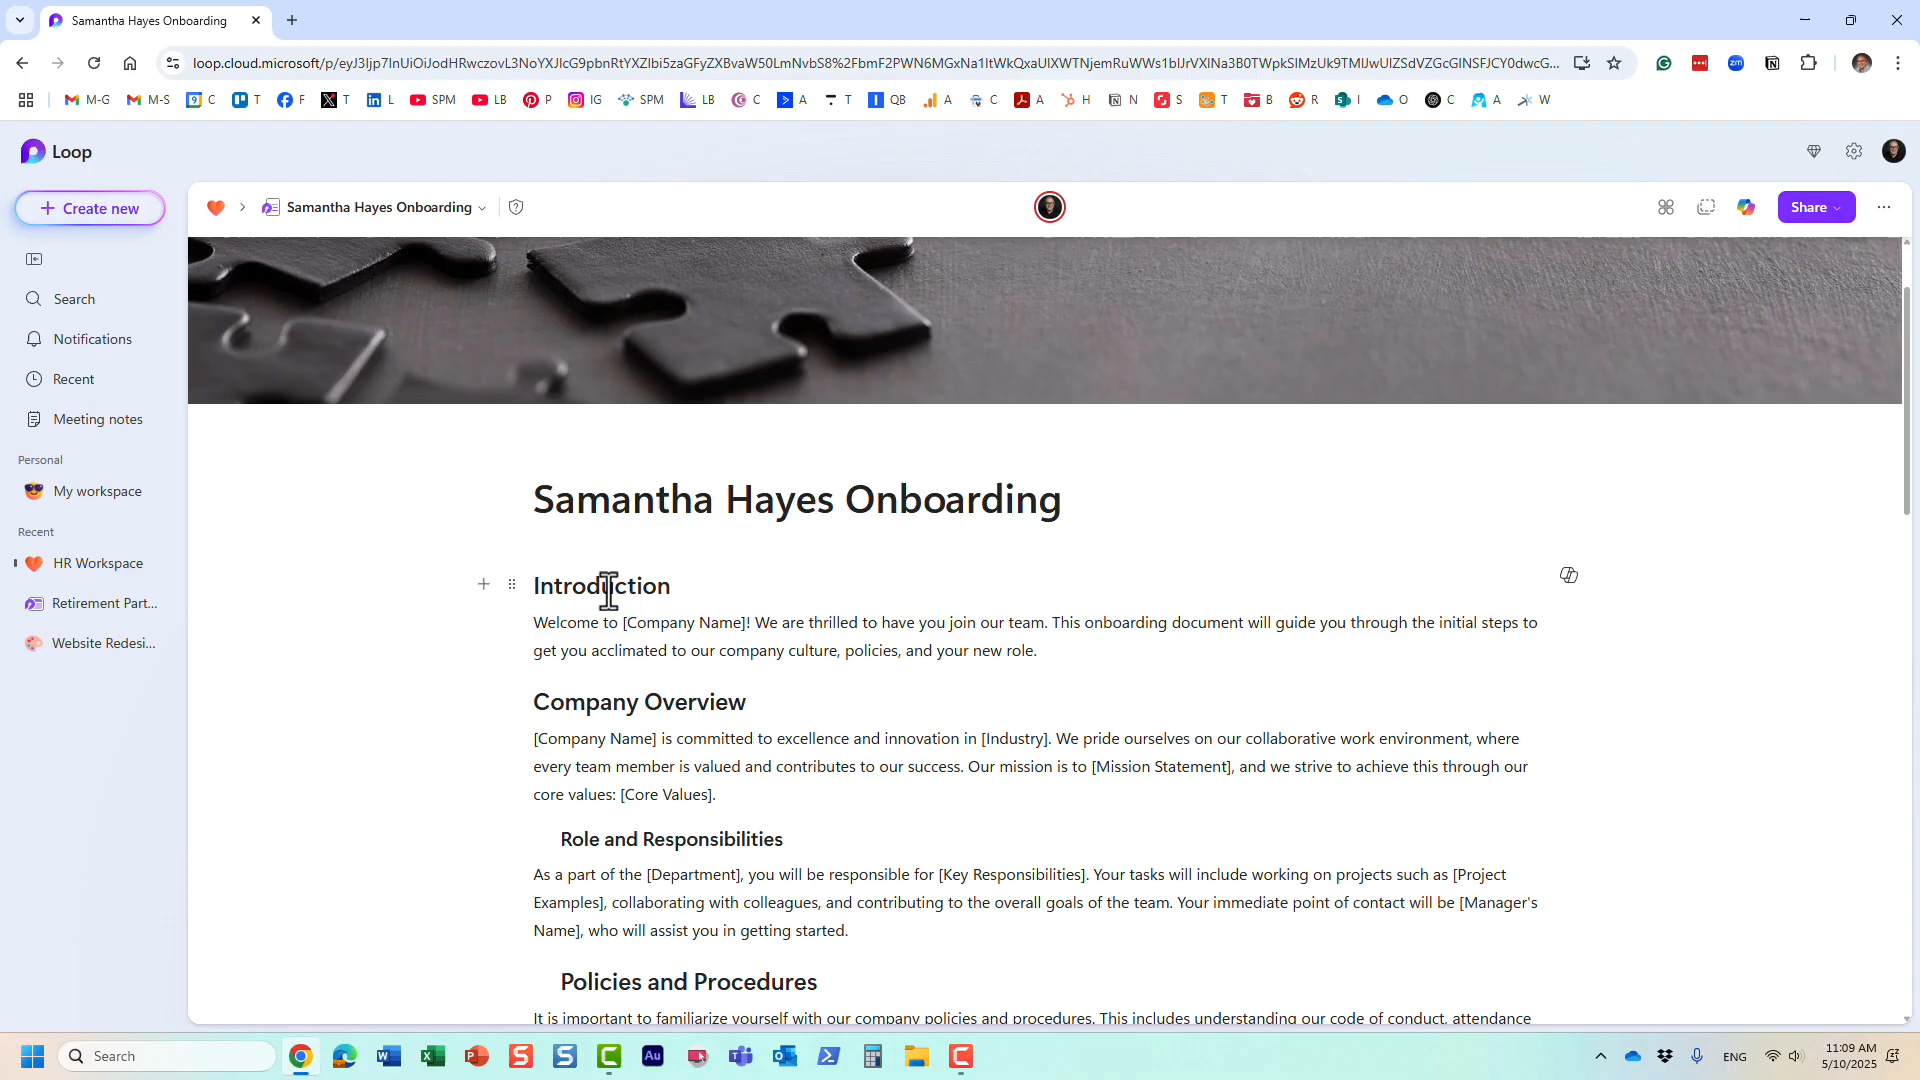 Samantha Hayes Onboarding
loop.cloud.microsoft/p/
M-G M-S C T F T L SPM LB P IG SPM LB C A T QB A C A H N S T B R I O C A W
Loop
Create new
Samantha Hayes Onboarding
Share
Search
Notifications
Recent
Meeting notes
Personal
My workspace
Recent
HR Workspace
Retirement Part...
Website Redesi...
Samantha Hayes Onboarding
Introduction
Welcome to [Company Name]! We are thrilled to have you join our team. This onboarding document will guide you through the initial steps to
get you acclimated to our company culture, policies, and your new role.
Company Overview
[Company Name] is committed to excellence and innovation in [Industry]. We pride ourselves on our collaborative work environment, where
every team member is valued and contributes to our success. Our mission is to [Mission Statement], and we strive to achieve this through our
core values: [Core Values].
Role and Responsibilities
As a part of the [Department], you will be responsible for [Key Responsibilities]. Your tasks will include working on projects such as [Project
Examples], collaborating with colleagues, and contributing to the overall goals of the team. Your immediate point of contact will be [Manager's
Name], who will assist you in getting started.
Policies and Procedures
It is important to familiarize yourself with our company policies and procedures. This includes understanding our code of conduct, attendance
Search
ENG
11:09 AM
5/10/2025